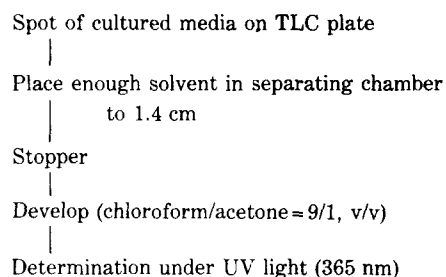 Spot of cultured media on TLC plate
Place enough solvent in separating chamber
to 1.4 cm
Stopper
Develop (chloroform/acetone=9/1, v/v)
Determination under UV light (365 nm)